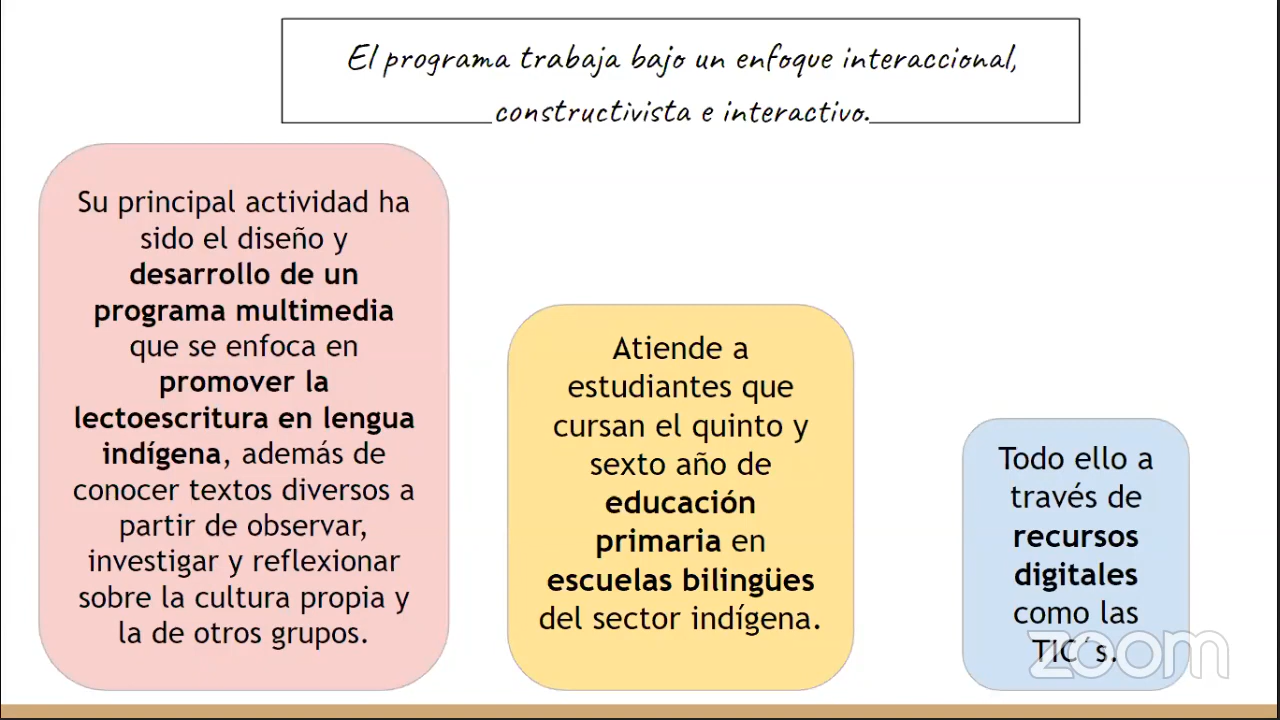 El programa trabaja bajo un enfoque interaccional,
constructivista e interactivo.
Su principal actividad ha
sido el diseño y
desarrollo de un
programa multimedia
que se enfoca en
promover la
lectoescritura en lengua
indígena, además de
conocer textos diversos a
partir de observar,
investigar y reflexionar
sobre la cultura propia y
la de otros grupos.
Atiende a
estudiantes que
cursan el quinto y
sexto año de
educación
primaria en
escuelas bilingües
del sector indígena.
Todo ello a
través de
recursos
digitales
como las
TIC´s.
zoom